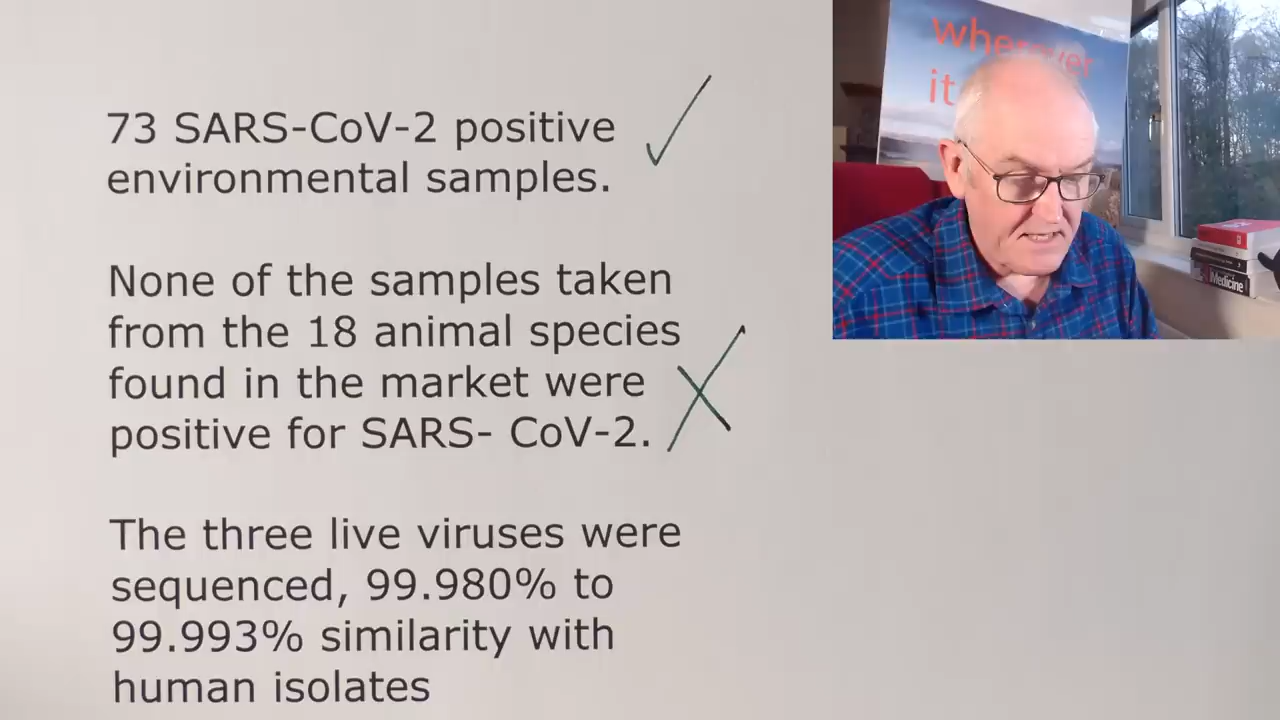 73 SARS-CoV-2 positive
environmental samples.
None of the samples taken
from the 18 animal species
found in the market were
positive for SARS- CoV-2.
The three live viruses were
sequenced, 99.980% to
99.993% similarity with
human isolates
it
Medicine